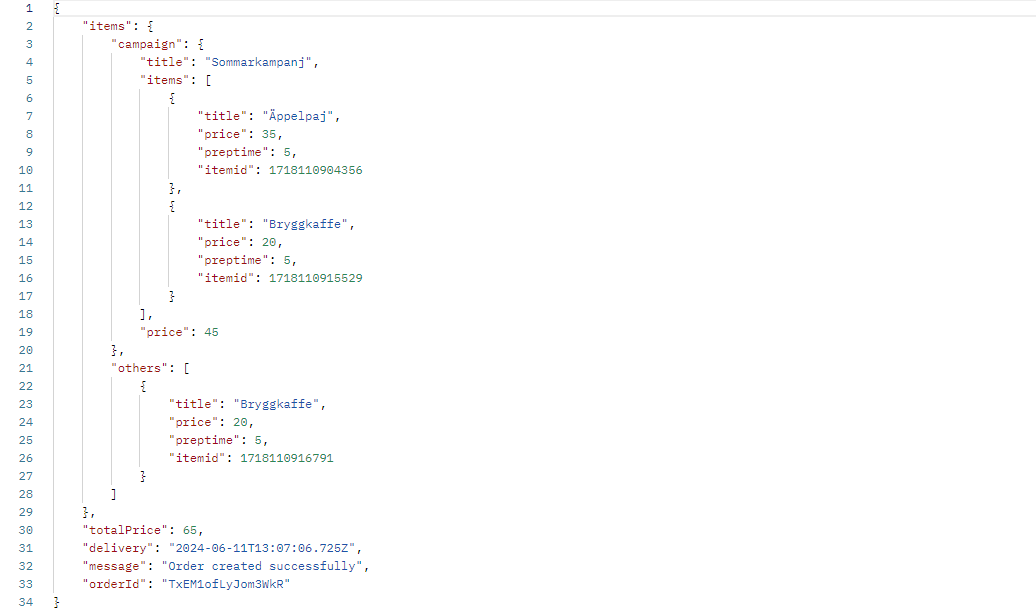 1 {
2 "items": {
3 "campaign": {
4 "title": "Sommarkampanj",
5 "items": [
6 {
7 "title": "Äppelpaj",
8 "price": 35,
9 "preptime": 5,
10 "itemid": 1718110904356
11 },
12 {
13 "title": "Bryggkaffe",
14 "price": 20,
15 "preptime": 5,
16 "itemid": 1718110915529
17 }
18 ],
19 "price": 45
20 },
21 "others": [
22 {
23 "title": "Bryggkaffe",
24 "price": 20,
25 "preptime": 5,
26 "itemid": 1718110916791
27 }
28 ]
29 },
30 "totalPrice": 65,
31 "delivery": "2024-06-11T13:07:06.725Z",
32 "message": "Order created successfully",
33 "orderId": "TxEM1ofLyJom3WkR"
34 }